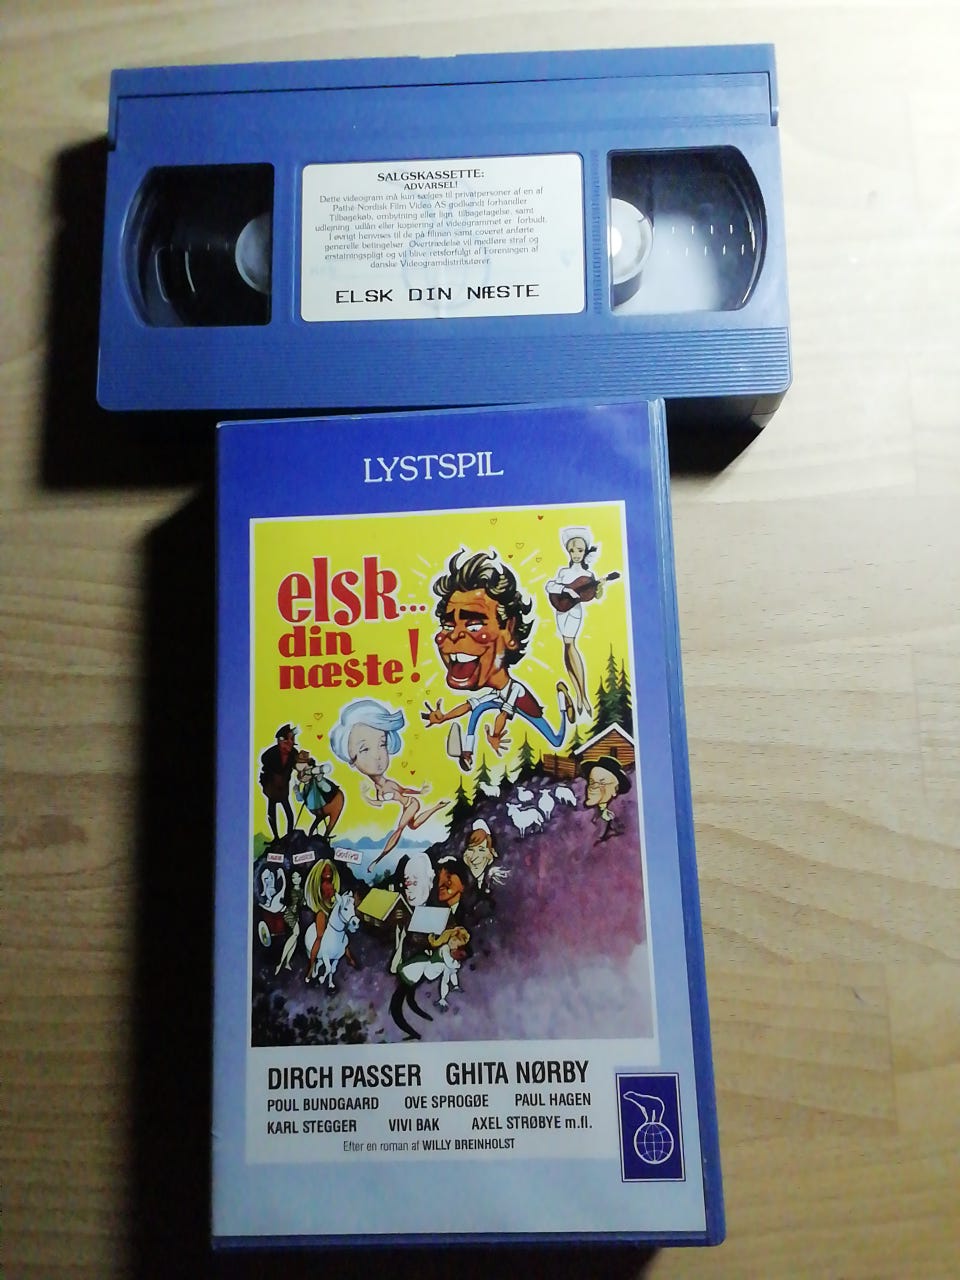 SALGSKASSETTE:
ADVARSEL!
Dette videogram må kun sælges til privatpersoner af en af
Pathé-Nordisk Film Video AS godkendt forhandler
Tilbagekøb, ombytning eller lign. tilbagetagelse, samt
udlejning, udlån eller kopiering af videogrammet er forbudt.
I øvrigt henvises til de på filmen samt coveret anførte
generelle betingelser. Overtrædelse vil medføre straf og
erstatningspligt og vil blive retsforfulgt af Foreningen af
danske Videogramdistributører.
ELSK DIN NÆSTE
LYSTSPIL
elsk...
din
næste!
DIRCH PASSER GHITA NØRBY
POUL BUNDGAARD OVE SPROGØE PAUL HAGEN
KARL STEGGER VIVI BAK AXEL STRØBYE m.fl.
Efter en roman af WILLY BREINHOLST